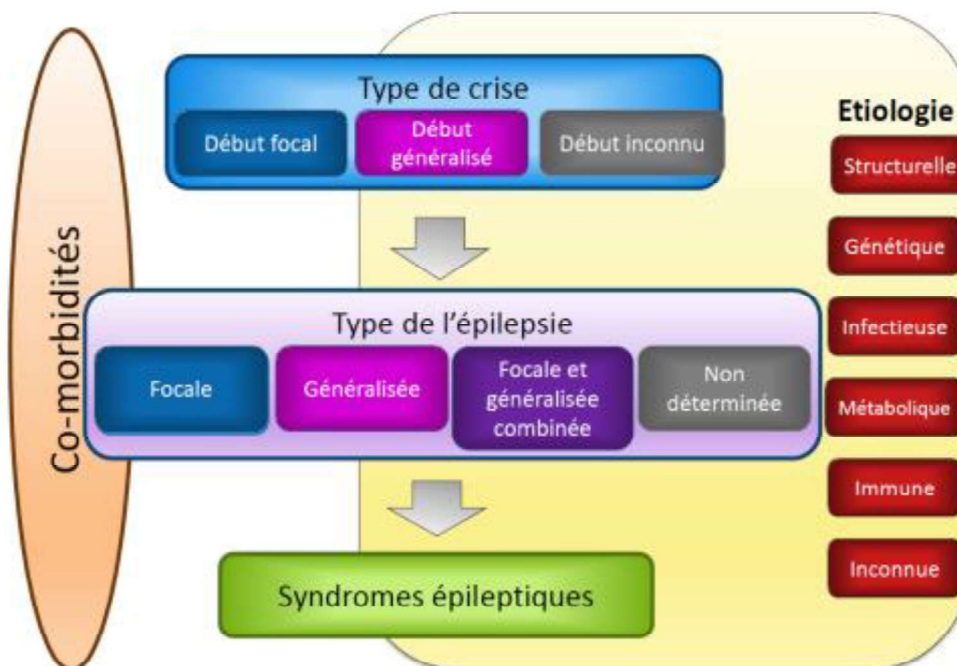 Co-morbidités
Type de crise
Début focal
Début
généralisé
Début inconnu
Type de l'épilepsie
Focale
Généralisée
Focale et
généralisée
combinée
Non
déterminée
Syndromes épileptiques
Etiologie
Structurelle
Génétique
Infectieuse
Métabolique
Immune
Inconnue